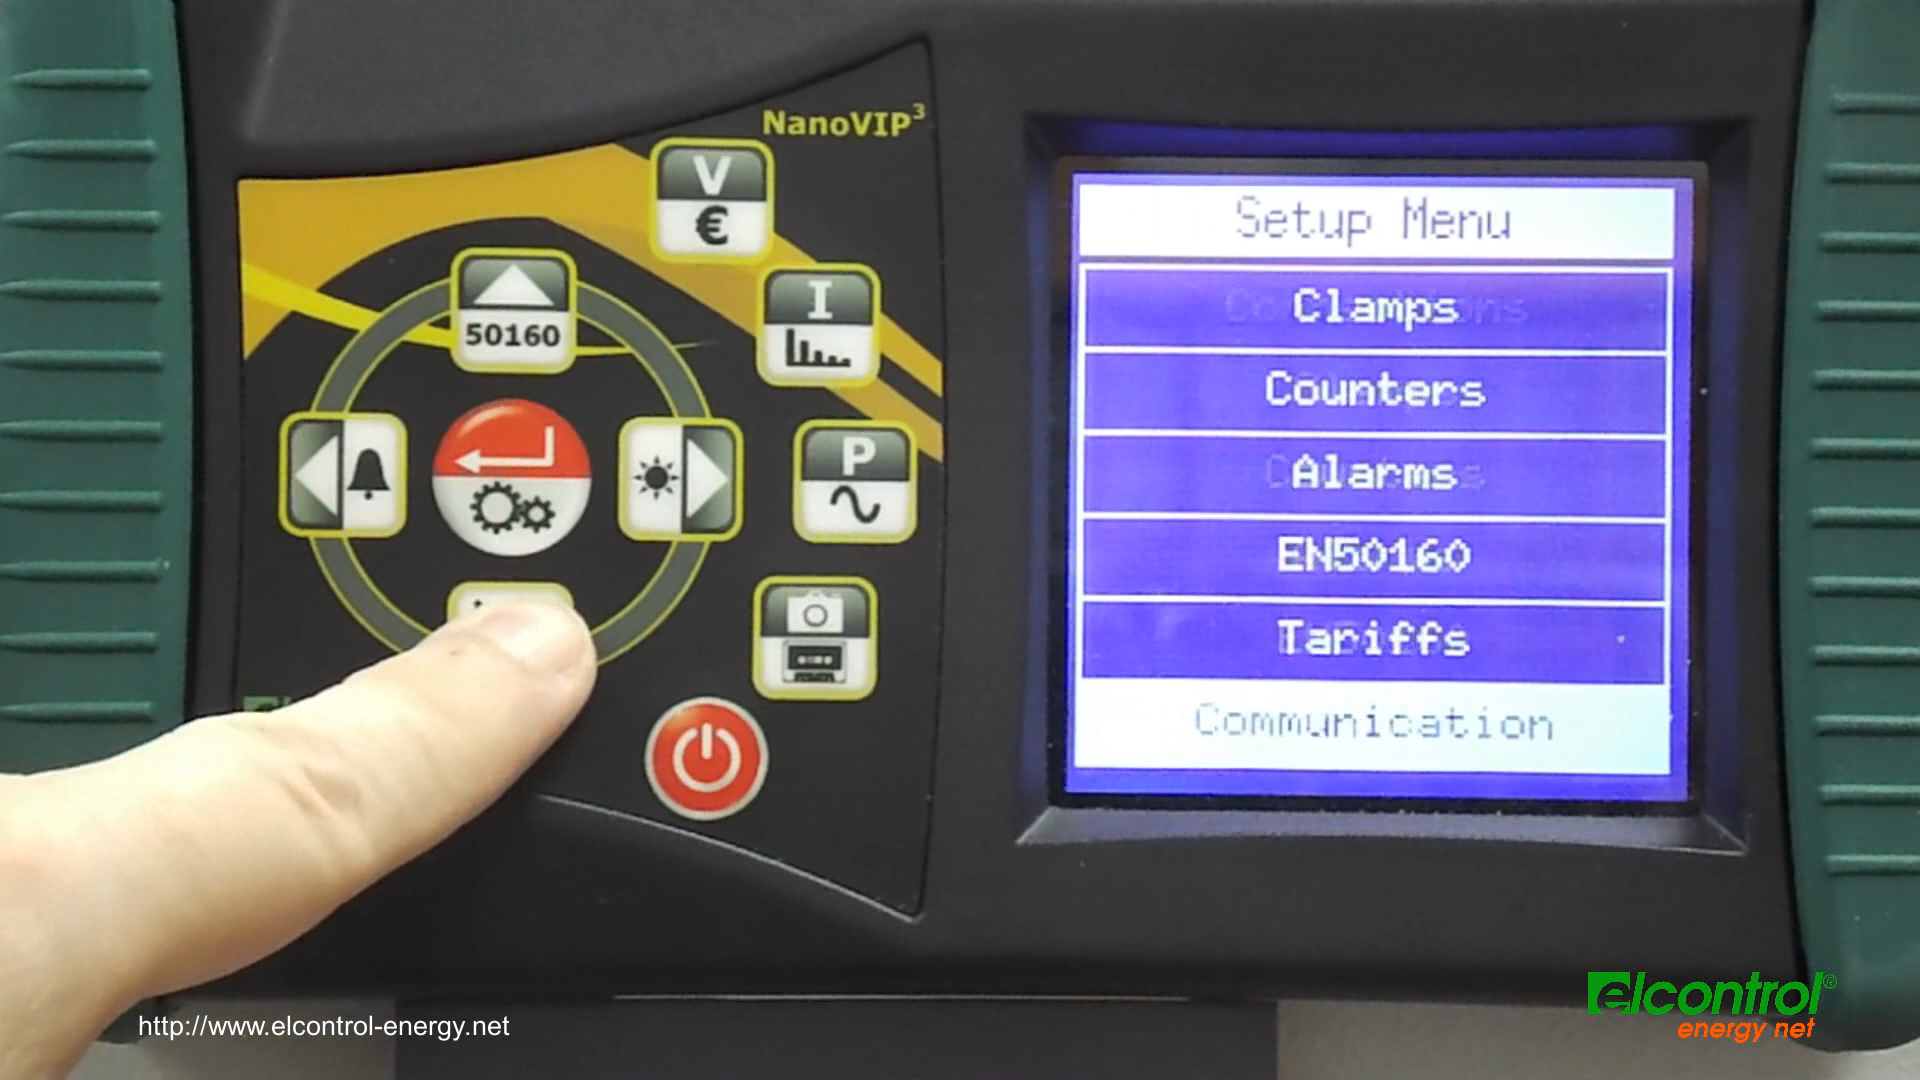 NanoVIP³
V
€
50160
I
P
Setup Menu
Clamps
Counters
Alarms
EN50160
Tariffs
Communication
http://www.elcontrol-energy.net
elcontrol®
energy net